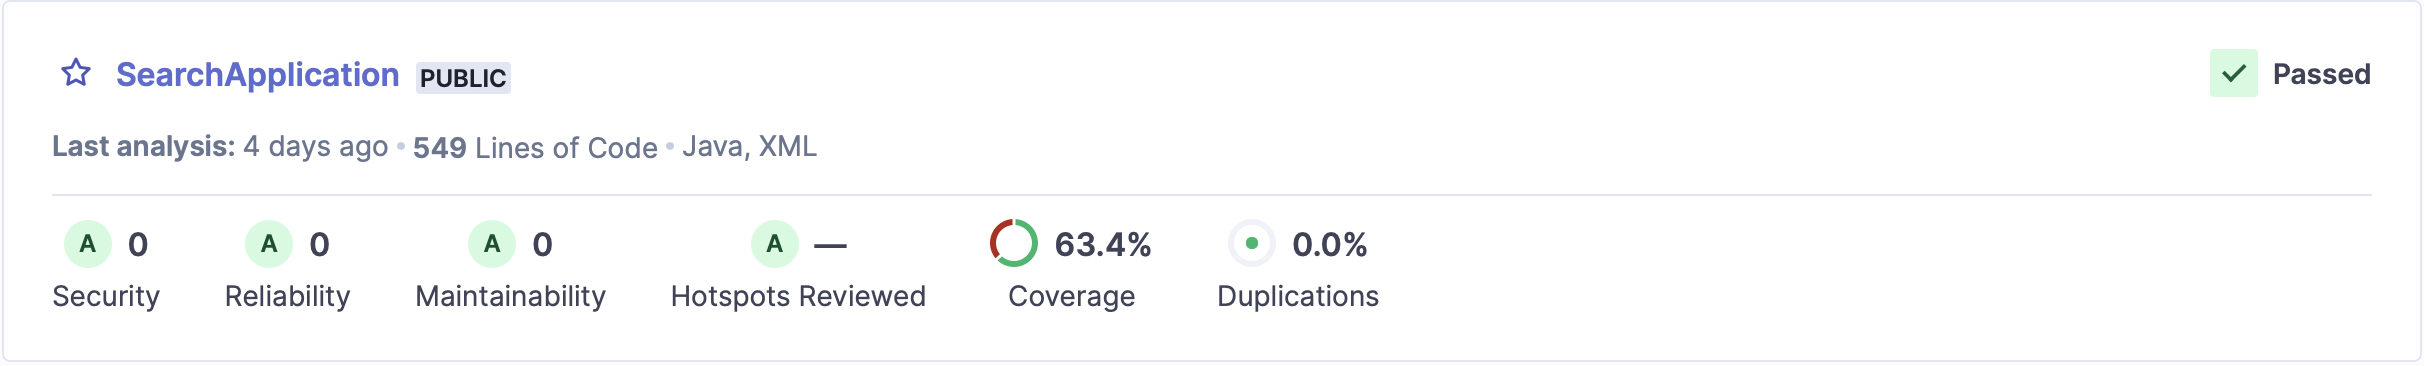 SearchApplication PUBLIC Passed
Last analysis: 4 days ago • 549 Lines of Code • Java, XML
A 0 A 0 A 0 A — 63.4% 0.0%
Security Reliability Maintainability Hotspots Reviewed Coverage Duplications